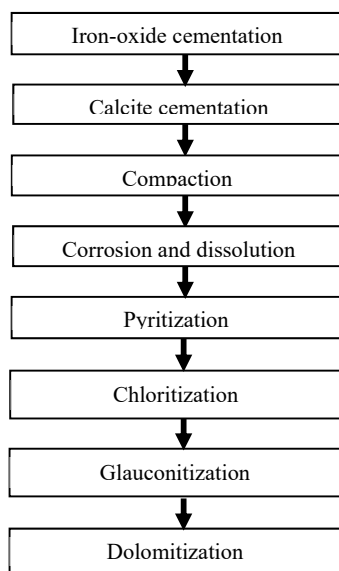 Iron-oxide cementation
Calcite cementation
Compaction
Corrosion and dissolution
Pyritization
Chloritization
Glauconitization
Dolomitization